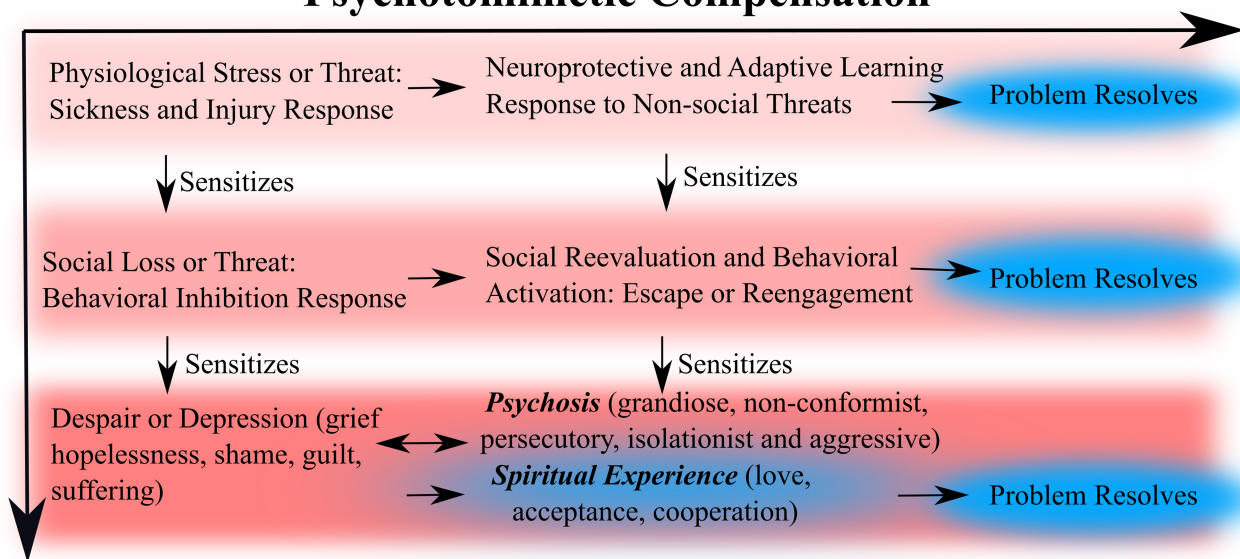 Psychotomimetic Compensation
Physiological Stress or Threat:
Sickness and Injury Response
Neuroprotective and Adaptive Learning
Response to Non-social Threats
Problem Resolves
Sensitizes
Sensitizes
Social Loss or Threat:
Behavioral Inhibition Response
Social Reevaluation and Behavioral
Activation: Escape or Reengagement
Problem Resolves
Sensitizes
Sensitizes
Despair or Depression (grief
hopelessness, shame, guilt,
suffering)
Psychosis (grandiose, non-conformist,
persecutory, isolationist and aggressive)
Spiritual Experience (love,
acceptance, cooperation)
Problem Resolves